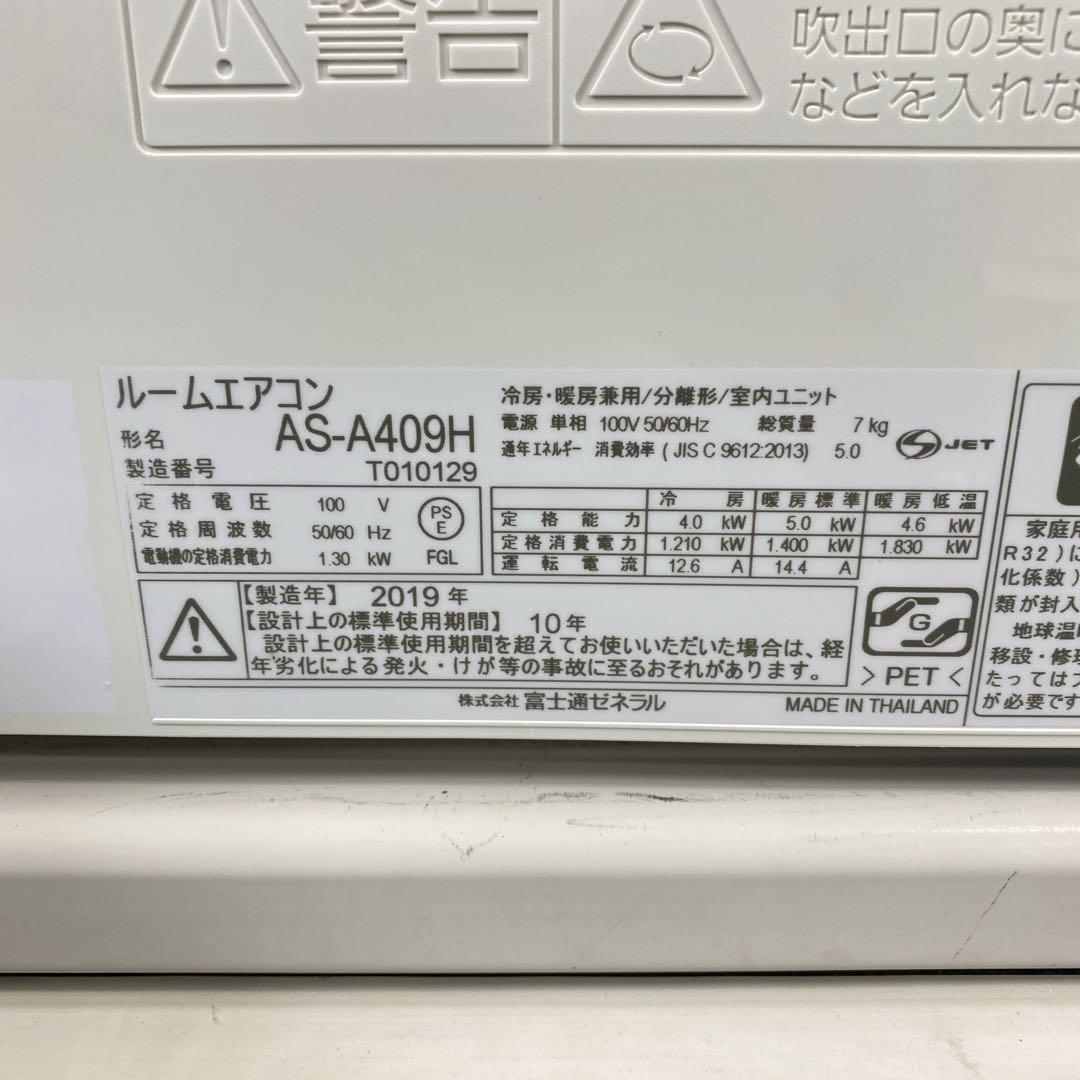 警告
吹出口の奥に
などを入れな
ルームエアコン
形名 AS-A409H
製造番号 T010129
定格電圧 100 V
定格周波数 50/60 Hz
電動機の定格消費電力 1.30 kW
PS
E
FGL
冷房・暖房兼用/分離形/室内ユニット
電源 単相 100V 50/60Hz 総質量 7 kg
通年エネルギー 消費効率 ( JIS C 9612:2013) 5.0
JET
冷房 暖房標準 暖房低温
定格能力 4.0 kW 5.0 kW 4.6 kW
定格消費電力 1.210 kW 1.400 kW 1.830 kW
運転電流 12.6 A 14.4 A
【製造年】 2019 年
【設計上の標準使用期間】 10年
設計上の標準使用期間を超えてお使いいただいた場合は、経
年劣化による発火・けが等の事故に至るおそれがあります。
G
> PET <
株式会社 富士通ゼネラル MADE IN THAILAND
家庭用
R32)に
化係数)
類が封入
地球温
移設・修理
たってはフ
が必要です